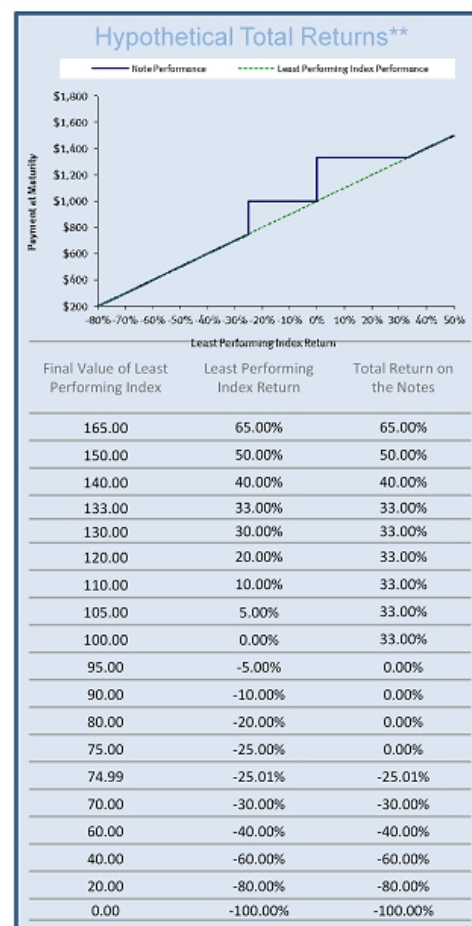 Hypothetical Total Returns**
Note Performance Least Performing Index Performance
$1,800
$1,600
$1,400
$1,200
$1,000
$800
$600
$400
$200
Payment at Maturity
-80% -70% -60% -50% -40% -30% -20% -10% 0% 10% 20% 30% 40% 50%
Least Performing Index Return
Final Value of Least Least Performing Total Return on
Performing Index Index Return the Notes
165.00 65.00% 65.00%
150.00 50.00% 50.00%
140.00 40.00% 40.00%
133.00 33.00% 33.00%
130.00 30.00% 33.00%
120.00 20.00% 33.00%
110.00 10.00% 33.00%
105.00 5.00% 33.00%
100.00 0.00% 33.00%
95.00 -5.00% 0.00%
90.00 -10.00% 0.00%
80.00 -20.00% 0.00%
75.00 -25.00% 0.00%
74.99 -25.01% -25.01%
70.00 -30.00% -30.00%
60.00 -40.00% -40.00%
40.00 -60.00% -60.00%
20.00 -80.00% -80.00%
0.00 -100.00% -100.00%